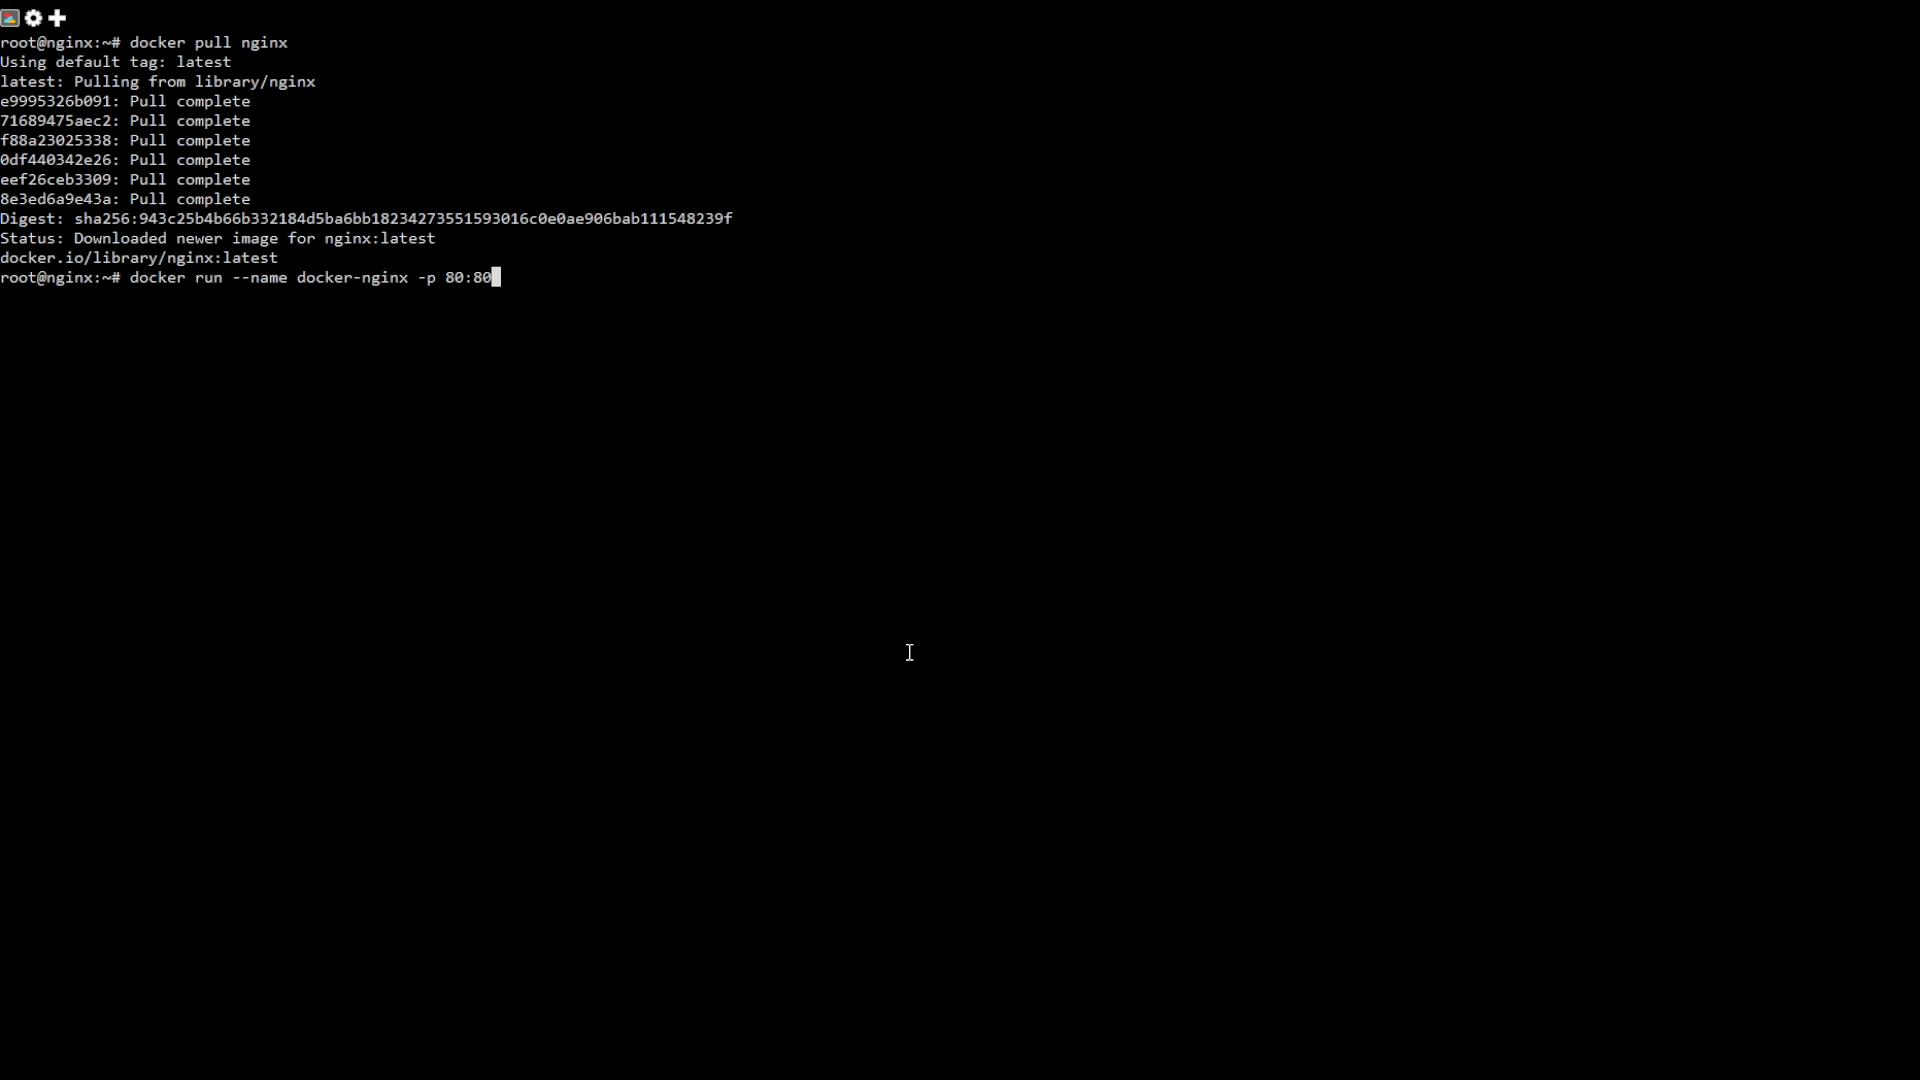 root@nginx:~# docker pull nginx
Using default tag: latest
latest: Pulling from library/nginx
e9995326b091: Pull complete
71689475aec2: Pull complete
f88a23025338: Pull complete
0df440342e26: Pull complete
eef26ceb3309: Pull complete
8e3ed6a9e43a: Pull complete
Digest: sha256:943c25b4b66b332184d5ba6bb18234273551593016c0e0ae906bab111548239f
Status: Downloaded newer image for nginx:latest
docker.io/library/nginx:latest
root@nginx:~# docker run --name docker-nginx -p 80:80